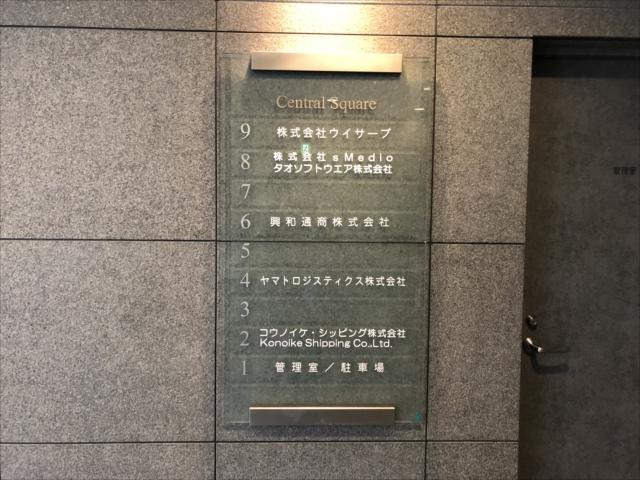 Central Square
9 株式会社ウイサーブ
8 株式会社sMedio
タオソフトウエア株式会社
7
6 興和通商株式会社
5
4 ヤマトロジスティクス株式会社
3
2 コウノイケ・シッピング株式会社
Konoike Shipping Co.,Ltd.
1 管理室／駐車場
管理室